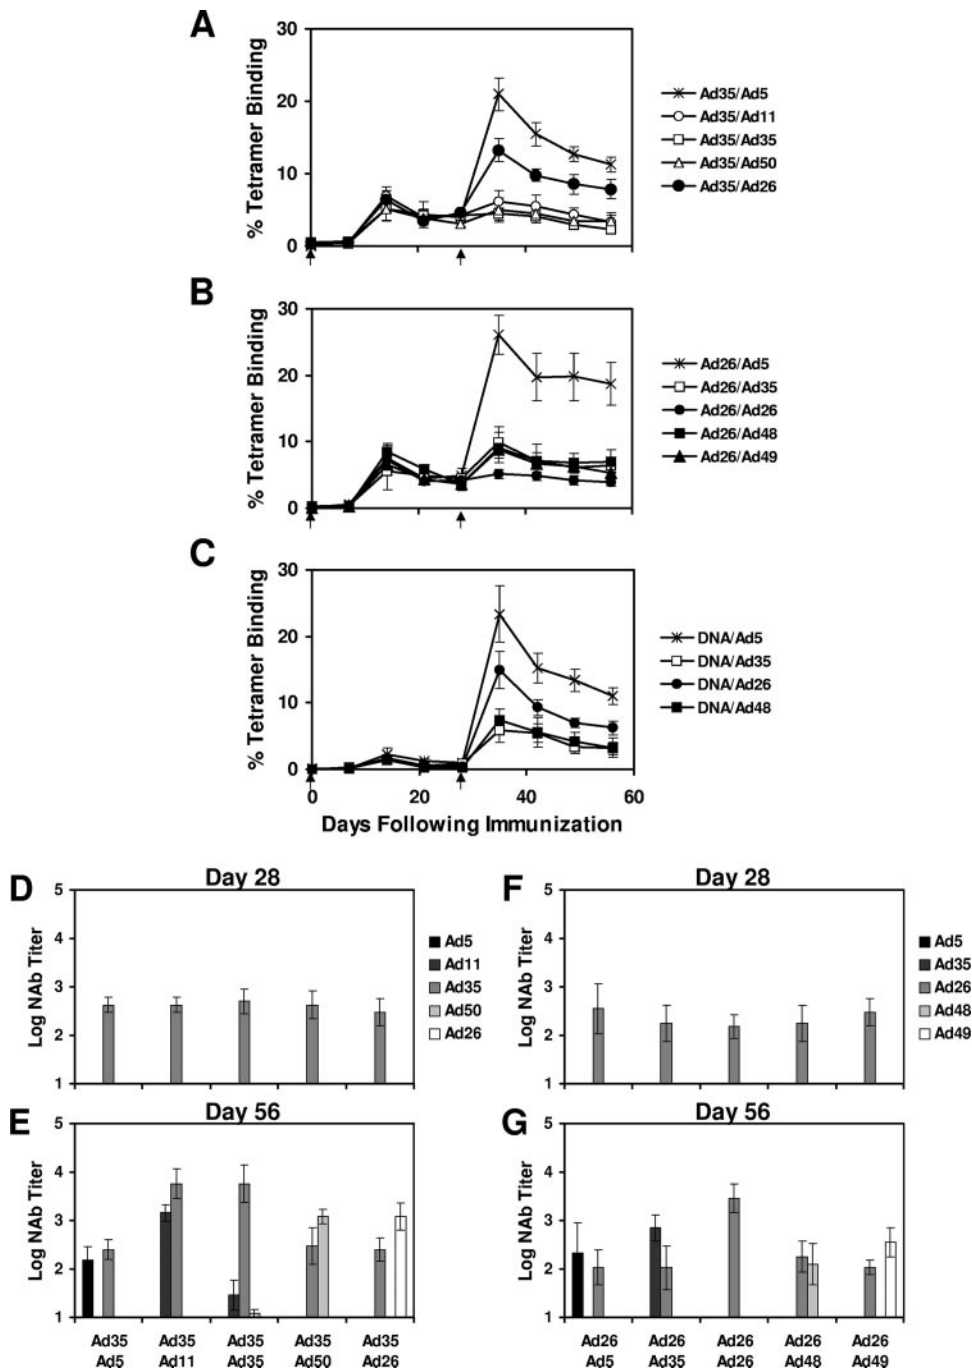 A
% Tetramer Binding
30
20
10
0
Ad35/Ad5
Ad35/Ad11
Ad35/Ad35
Ad35/Ad50
Ad35/Ad26
B
% Tetramer Binding
30
20
10
0
Ad26/Ad5
Ad26/Ad35
Ad26/Ad26
Ad26/Ad48
Ad26/Ad49
C
% Tetramer Binding
30
20
10
0
DNA/Ad5
DNA/Ad35
DNA/Ad26
DNA/Ad48
0 20 40 60
Days Following Immunization
D
Day 28
Log NAb Titer
5
4
3
2
1
Ad5
Ad11
Ad35
Ad50
Ad26
F
Day 28
Log NAb Titer
5
4
3
2
1
Ad5
Ad35
Ad26
Ad48
Ad49
E
Day 56
Log NAb Titer
5
4
3
2
1
Ad35 Ad35 Ad35 Ad35 Ad35
Ad5 Ad11 Ad35 Ad50 Ad26
G
Day 56
Log NAb Titer
5
4
3
2
1
Ad26 Ad26 Ad26 Ad26 Ad26
Ad5 Ad35 Ad26 Ad48 Ad49